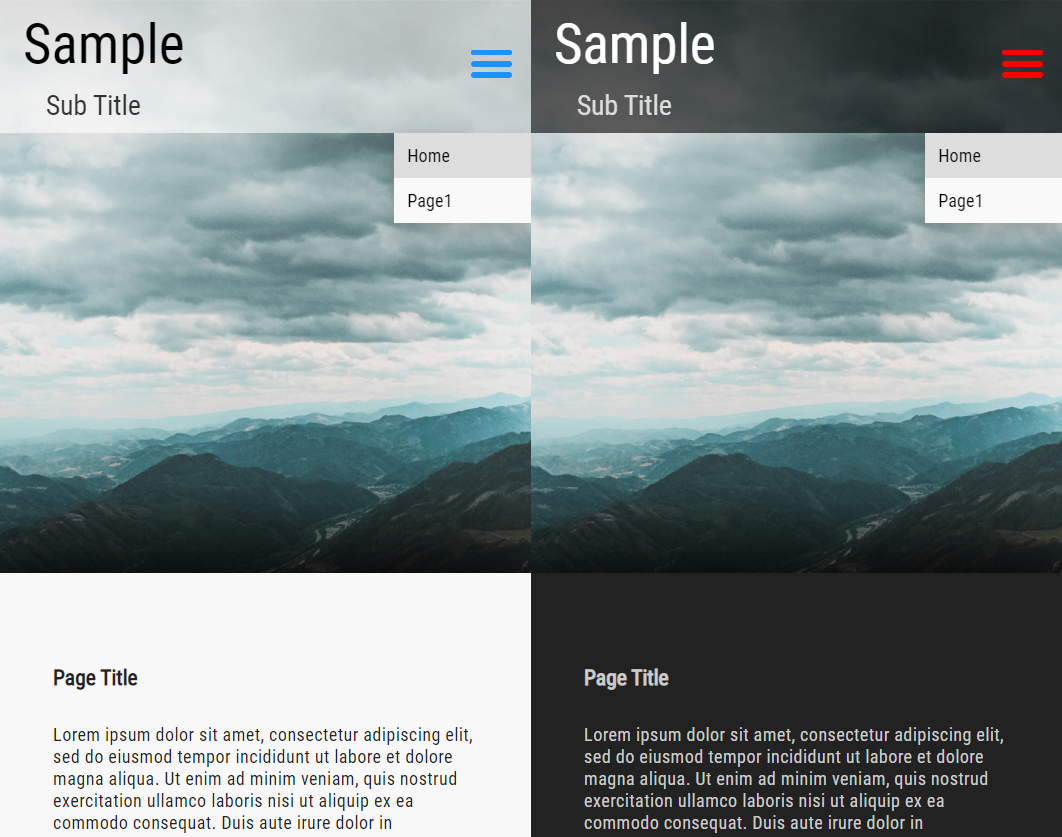 Sample
Sub Title
Home
Page1
Page Title
Lorem ipsum dolor sit amet, consectetur adipiscing elit,
sed do eiusmod tempor incididunt ut labore et dolore
magna aliqua. Ut enim ad minim veniam, quis nostrud
exercitation ullamco laboris nisi ut aliquip ex ea
commodo consequat. Duis aute irure dolor in
Sample
Sub Title
Home
Page1
Page Title
Lorem ipsum dolor sit amet, consectetur adipiscing elit,
sed do eiusmod tempor incididunt ut labore et dolore
magna aliqua. Ut enim ad minim veniam, quis nostrud
exercitation ullamco laboris nisi ut aliquip ex ea
commodo consequat. Duis aute irure dolor in